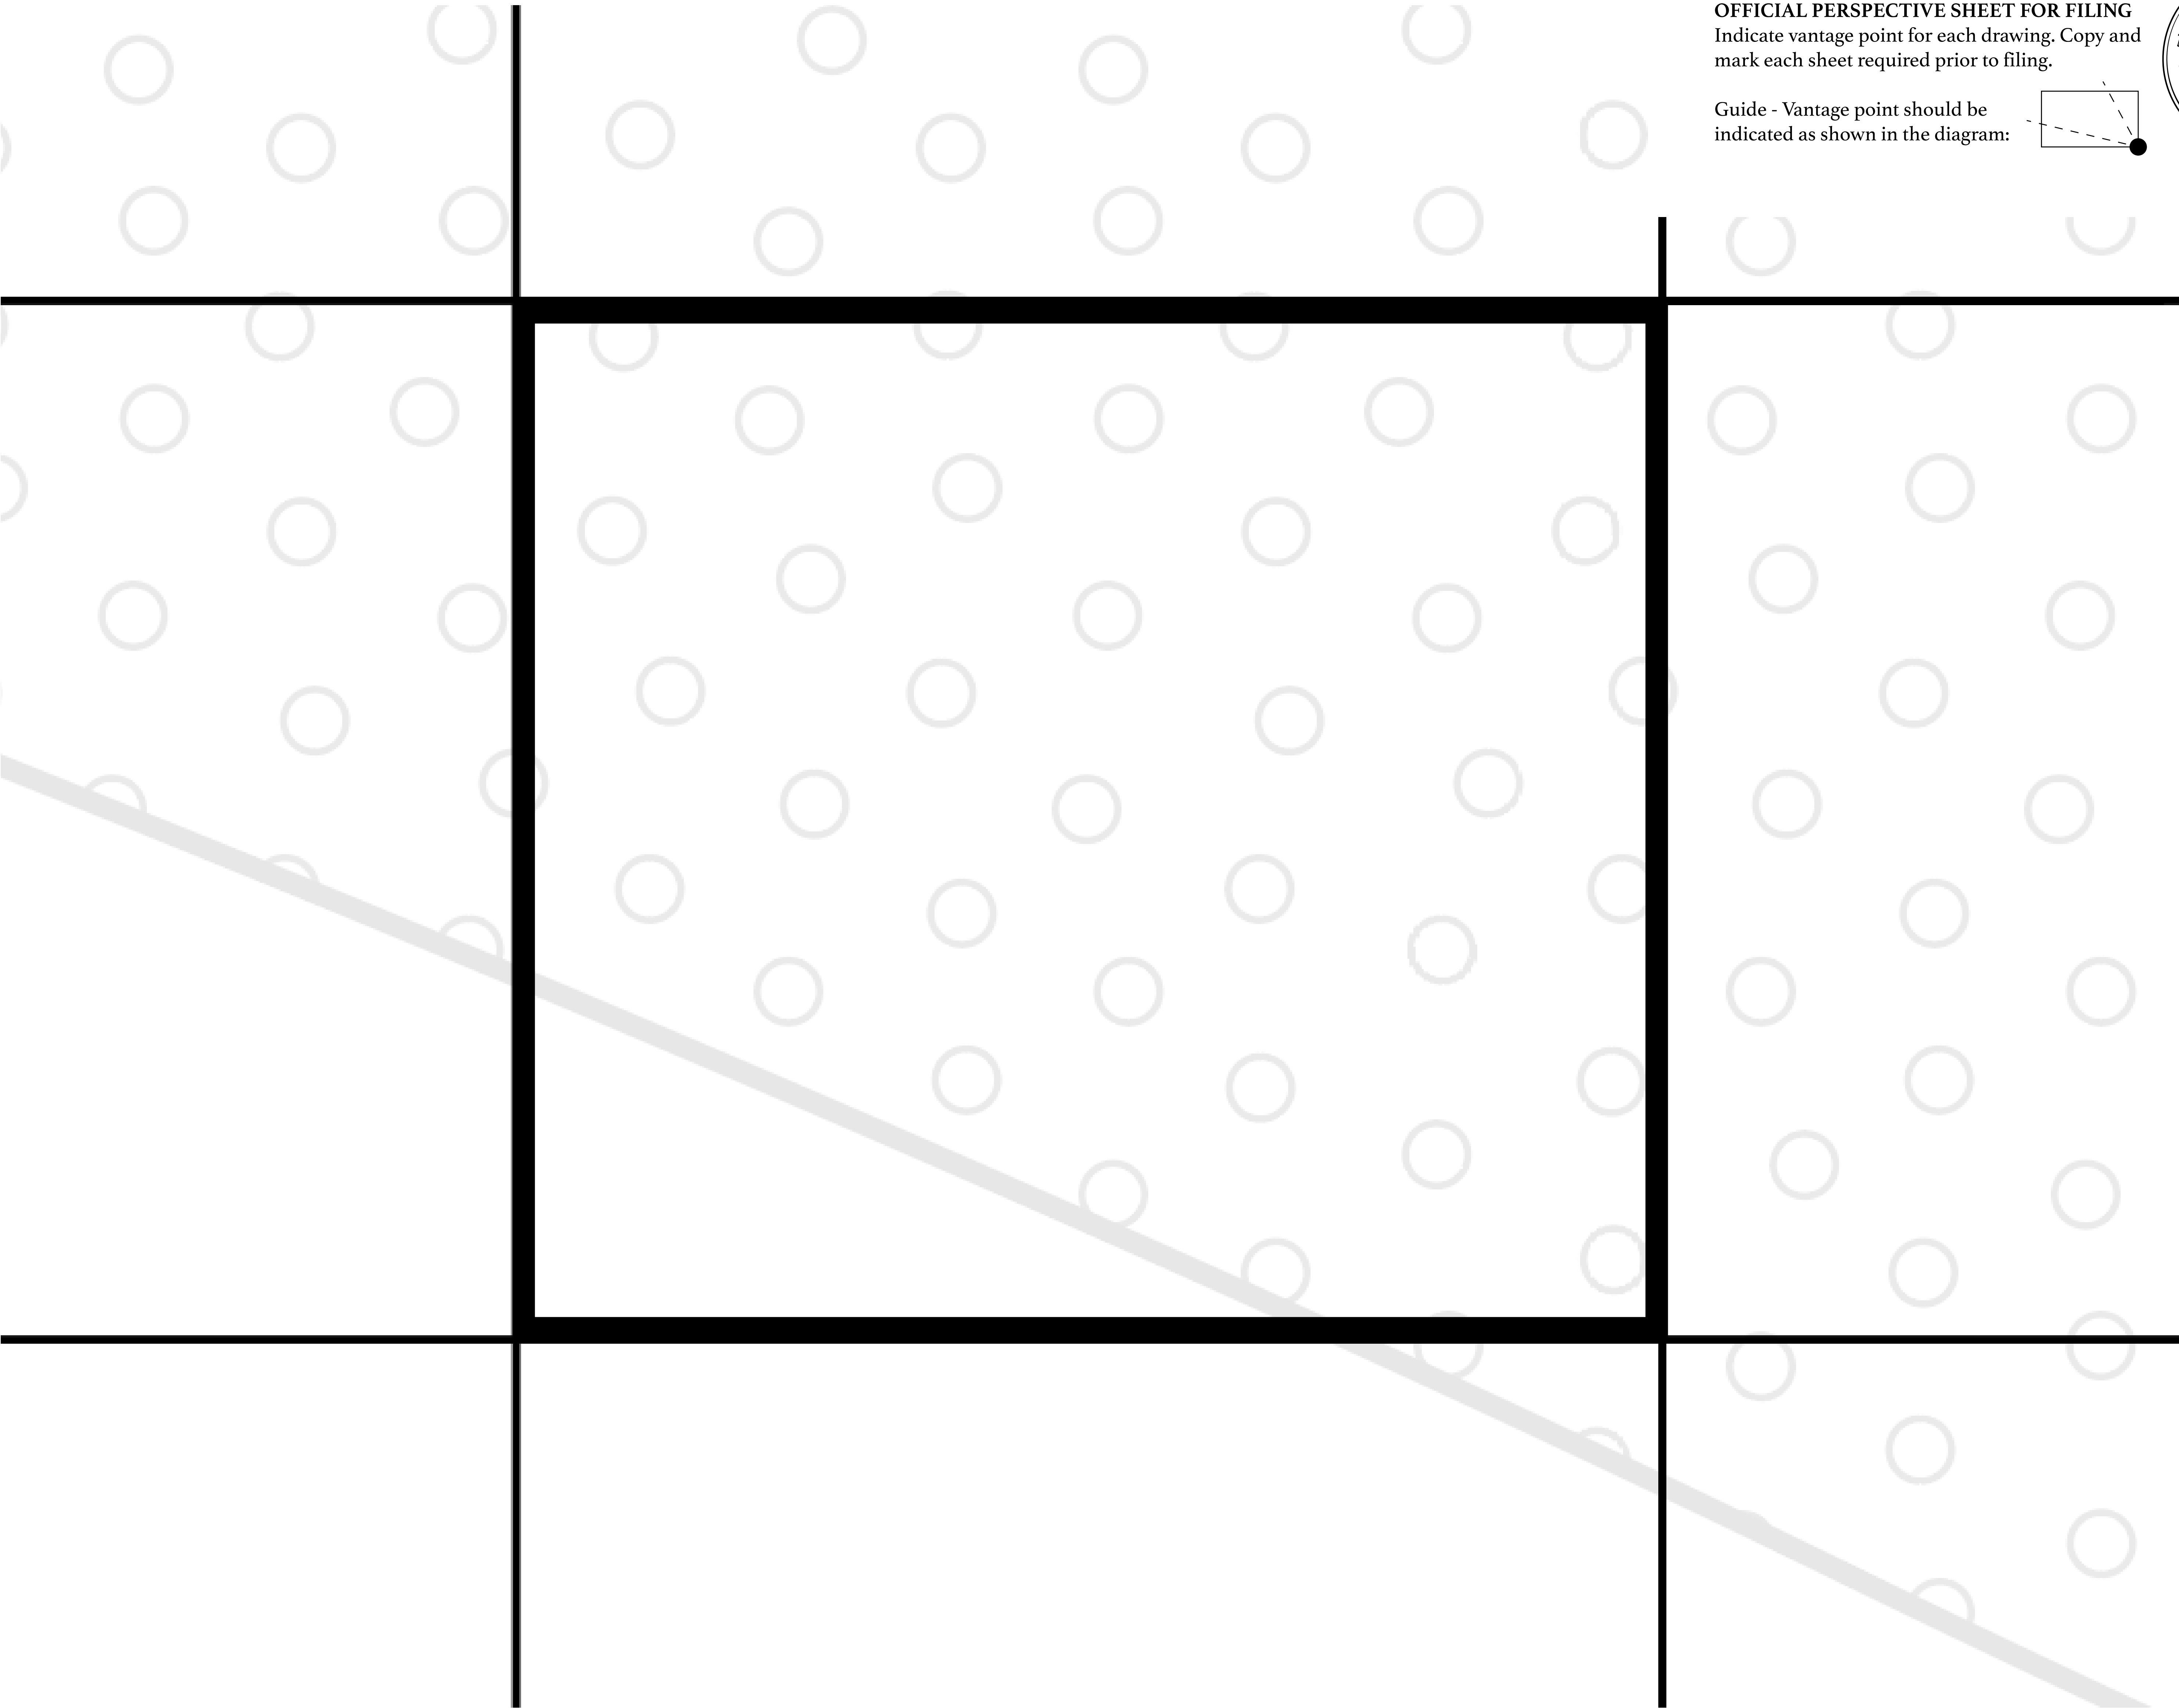 OFFICIAL PERSPECTIVE SHEET FOR FILING
Indicate vantage point for each drawing. Copy and
mark each sheet required prior to filing.
Guide - Vantage point should be
indicated as shown in the diagram: